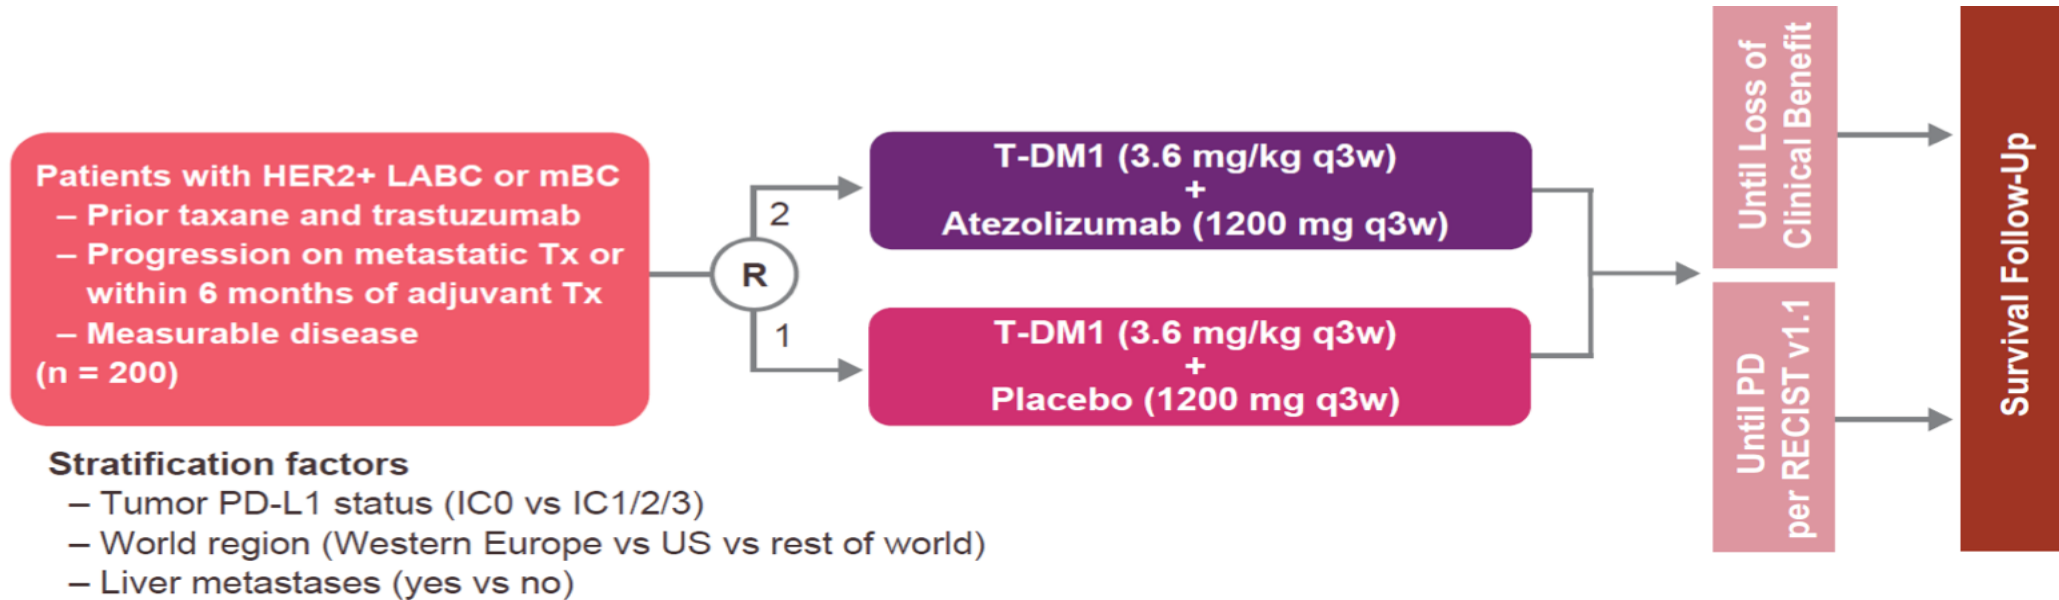 Patients with HER2+ LABC or mBC
– Prior taxane and trastuzumab
– Progression on metastatic Tx or
within 6 months of adjuvant Tx
– Measurable disease
(n = 200)
R
2
1
T-DM1 (3.6 mg/kg q3w)
+
Atezolizumab (1200 mg q3w)
T-DM1 (3.6 mg/kg q3w)
+
Placebo (1200 mg q3w)
Until Loss of
Clinical Benefit
Until PD
per RECIST v1.1
Survival Follow-Up
Stratification factors
– Tumor PD-L1 status (IC0 vs IC1/2/3)
– World region (Western Europe vs US vs rest of world)
– Liver metastases (yes vs no)